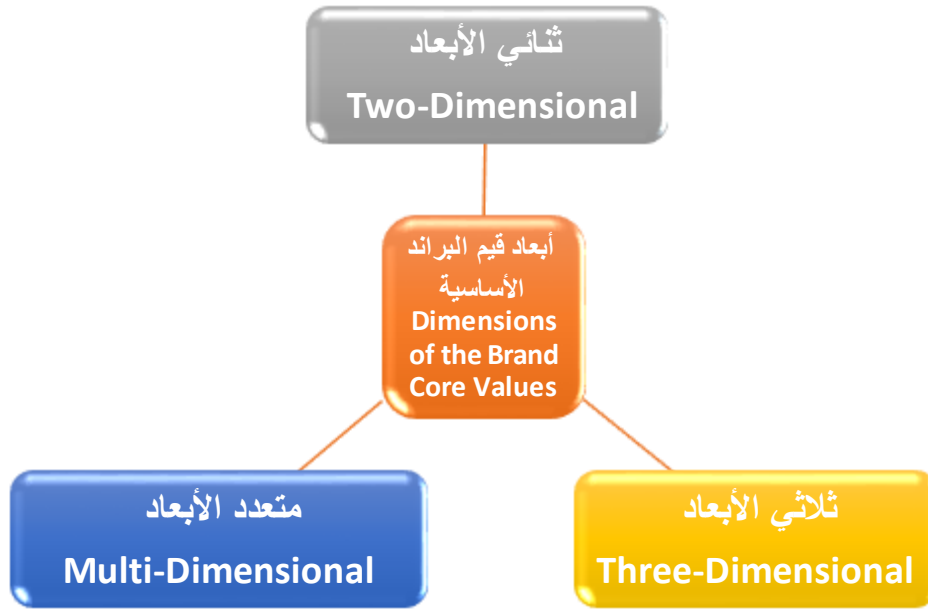 ثنائي الأبعاد
Two-Dimensional
أبعاد قيم البراند
الأساسية
Dimensions
of the Brand
Core Values
متعدد الأبعاد
Multi-Dimensional
ثلاثي الأبعاد
Three-Dimensional